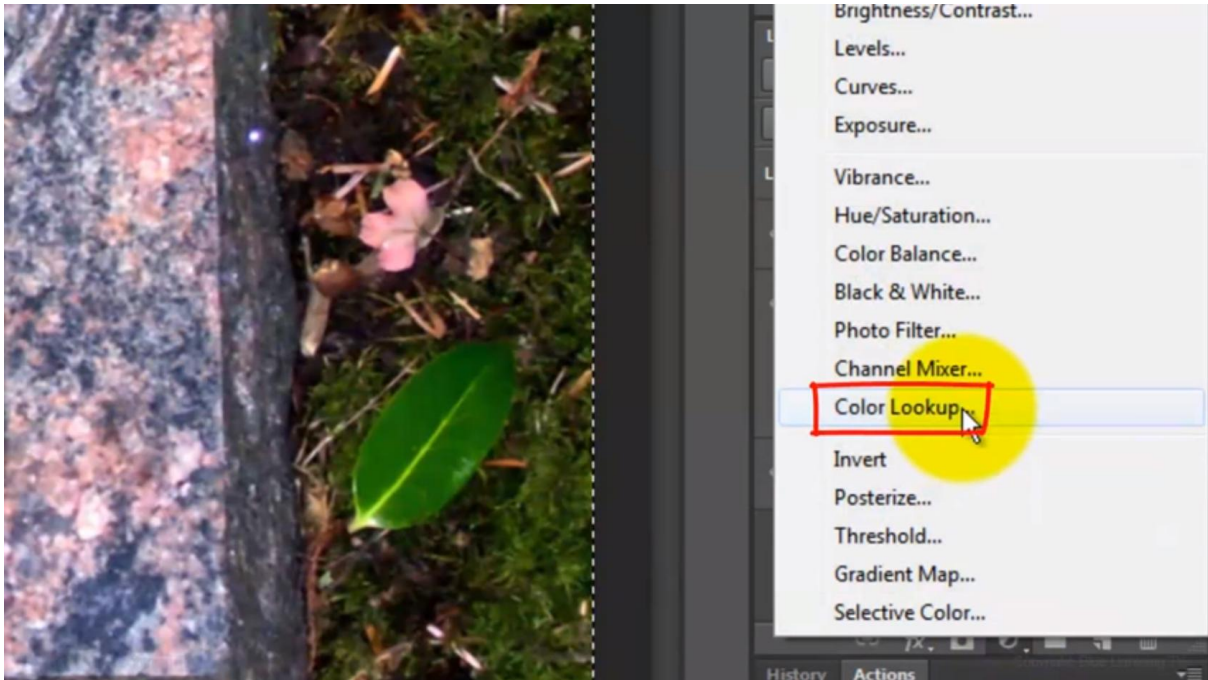 Brightness/Contrast...
Levels...
Curves...
Exposure...
Vibrance...
Hue/Saturation...
Color Balance...
Black & White...
Photo Filter...
Channel Mixer...
Color Lookup...
Invert
Posterize...
Threshold...
Gradient Map...
Selective Color...
fx
History Actions